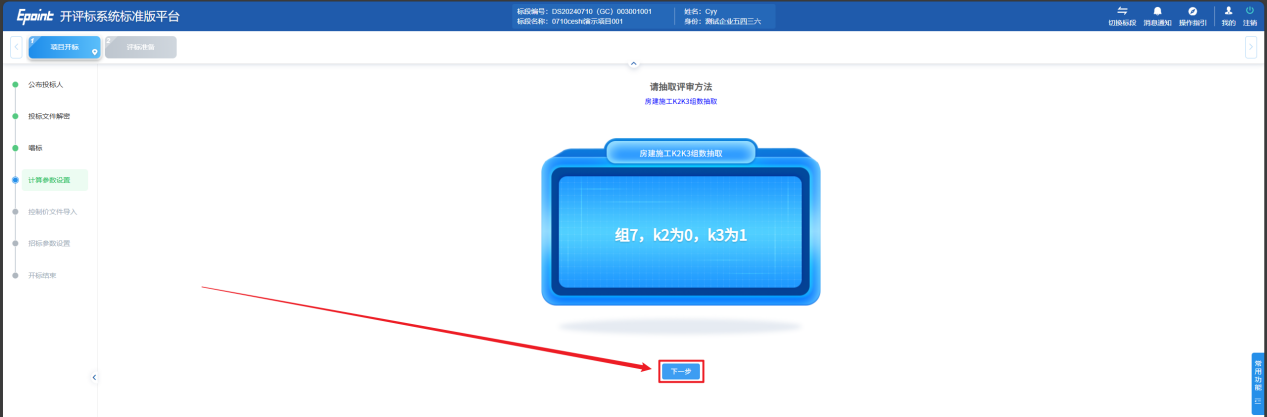 Epoint 开评标系统标准版平台
标段编号：DS20240710（GC）003001001
标段名称：0710ceshi演示项目001
姓名：Cyy
身份：测试企业五四三六
切换标段 消息通知 操作指引 我的 注销
1 项目开标
2 评标准备
公布投标人
投标文件解密
唱标
计算参数设置
控制价文件导入
招标参数设置
开标结束
请抽取评审方法
房建施工K2K3组数抽取
房建施工K2K3组数抽取
组7，k2为0，k3为1
下一步
常用功能